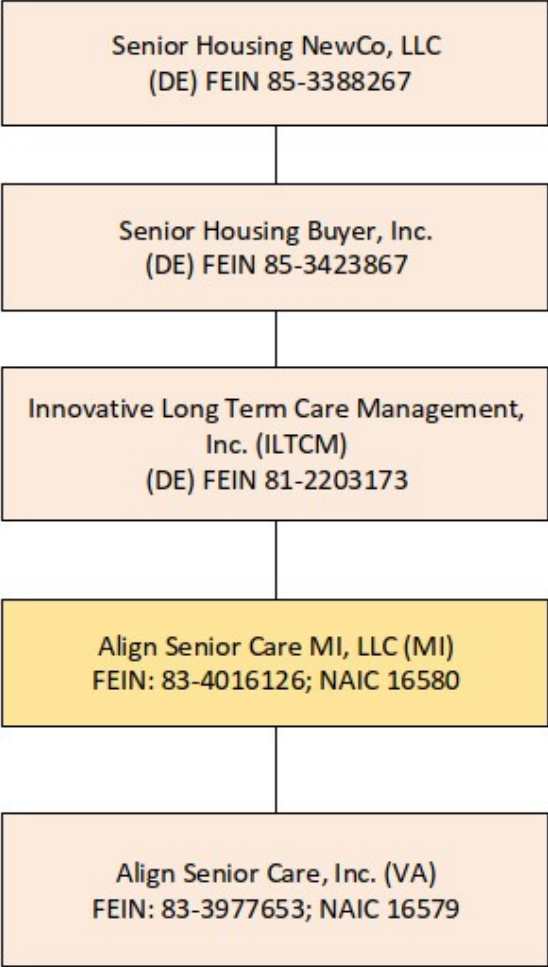 Senior Housing NewCo, LLC
(DE) FEIN 85-3388267
Senior Housing Buyer, Inc.
(DE) FEIN 85-3423867
Innovative Long Term Care Management,
Inc. (ILTCM)
(DE) FEIN 81-2203173
Align Senior Care MI, LLC (MI)
FEIN: 83-4016126; NAIC 16580
Align Senior Care, Inc. (VA)
FEIN: 83-3977653; NAIC 16579